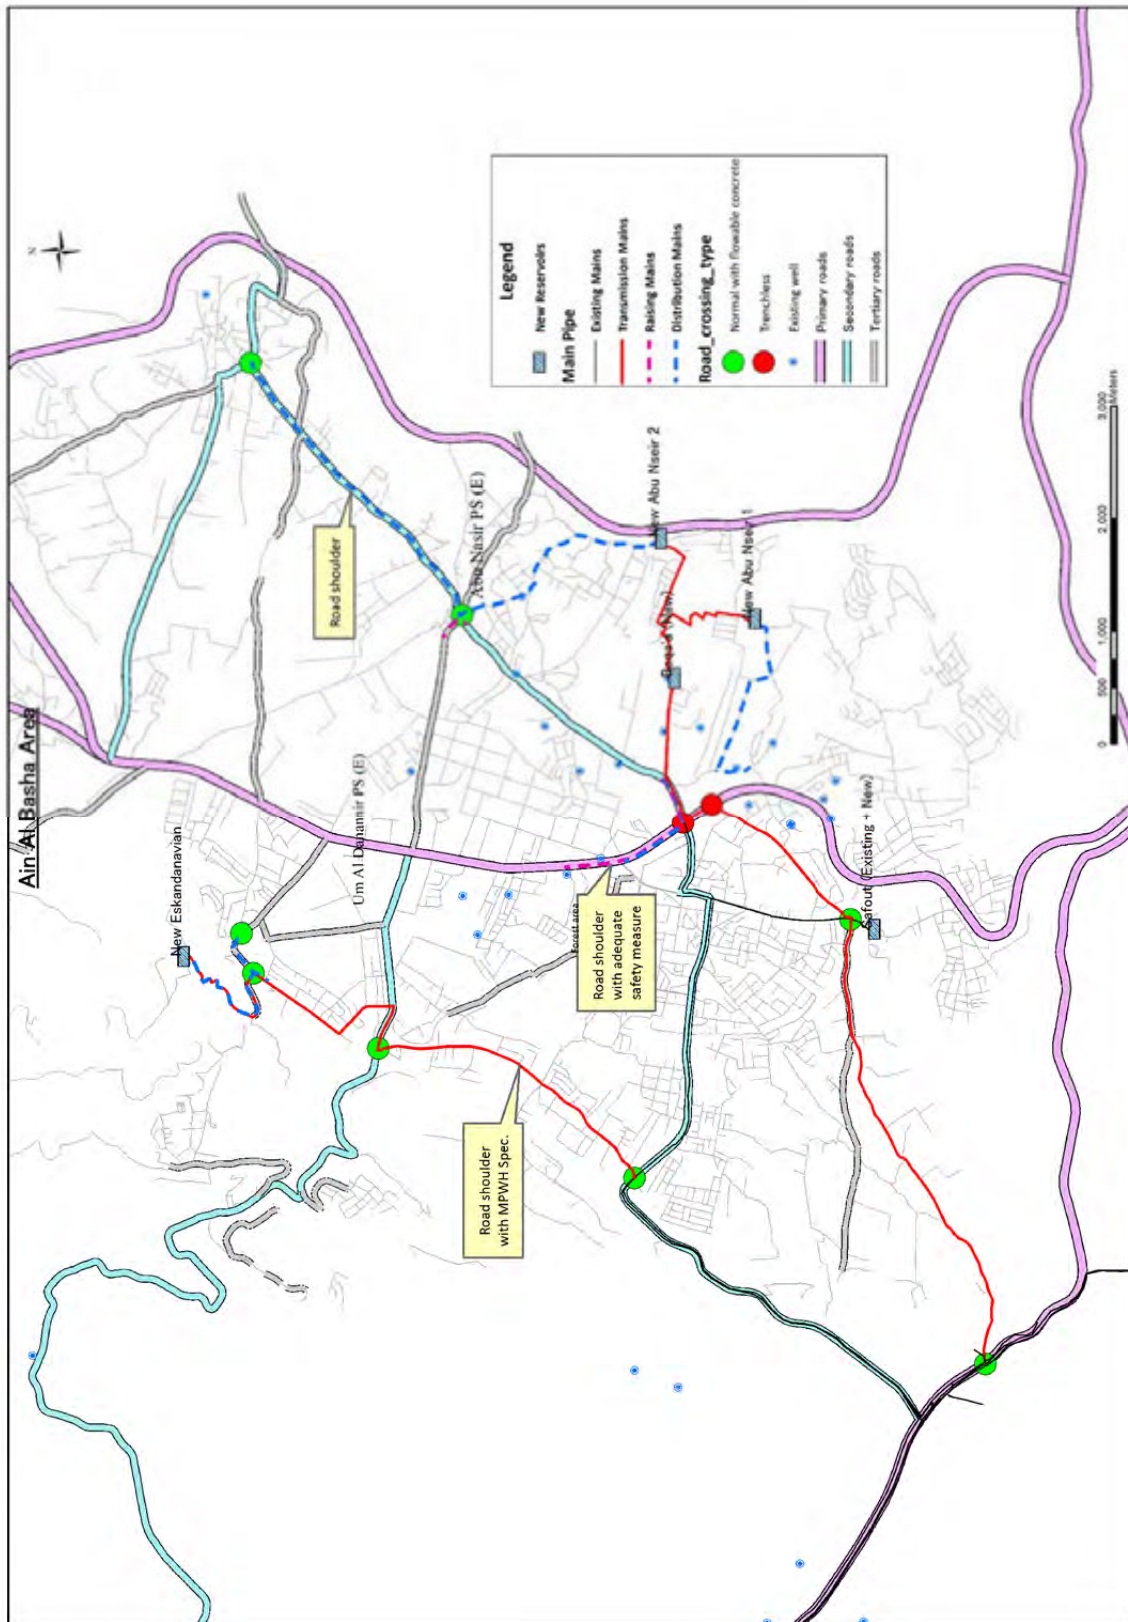 Ain Al Basha Area
N
New Eskandanavian
Um Al Danannir PS (E)
Road shoulder
Abu Nasir PS (E)
New Abu Nseir 2
New Abu Nseir 1
Forest area
Road shoulder
with adequate
safety measure
Road shoulder
with MPWH Spec.
Safout (Existing + New)
Legend
New Reservoirs
Main Pipe
Existing Mains
Transmission Mains
Raising Mains
Distribution Mains
Road_crossing_type
Normal with flowable concrete
Trenchless
Existing well
Primary roads
Secondary roads
Tertiary roads
0 500 1,000 2,000 3,000
Meters